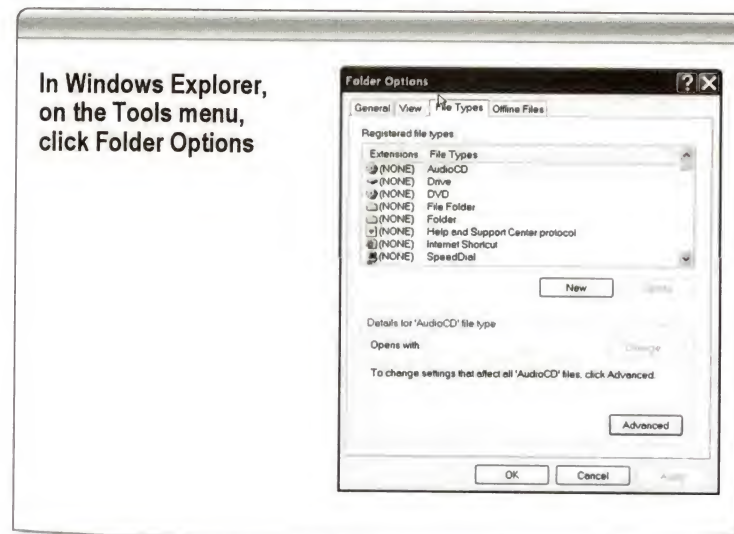 In Windows Explorer,
on the Tools menu,
click Folder Options
Folder Options
General View File Types Offline Files
Registered file types
Extensions File Types
(NONE) AudioCD
(NONE) Drive
(NONE) DVD
(NONE) File Folder
(NONE) Folder
(NONE) Help and Support Center protocol
(NONE) Internet Shortcut
(NONE) SpeedDial
New Delete
Details for 'AudioCD' file type
Opens with Change
To change settings that affect all 'AudioCD' files, click Advanced.
Advanced
OK Cancel Apply